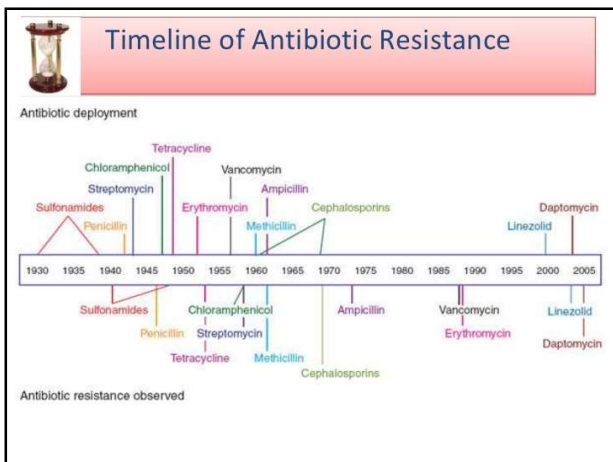 Timeline of Antibiotic Resistance
Antibiotic deployment
Tetracycline
Chloramphenicol
Vancomycin
Streptomycin
Ampicillin
Sulfonamides
Erythromycin
Cephalosporins
Daptomycin
Penicillin
Methicillin
Linezolid
1930 1935 1940 1945 1950 1955 1960 1965 1970 1975 1980 1985 1990 1995 2000 2005
Sulfonamides
Chloramphenicol
Vancomycin
Linezolid
Penicillin
Streptomycin
Erythromycin
Daptomycin
Tetracycline
Methicillin
Cephalosporins
Ampicillin
Antibiotic resistance observed